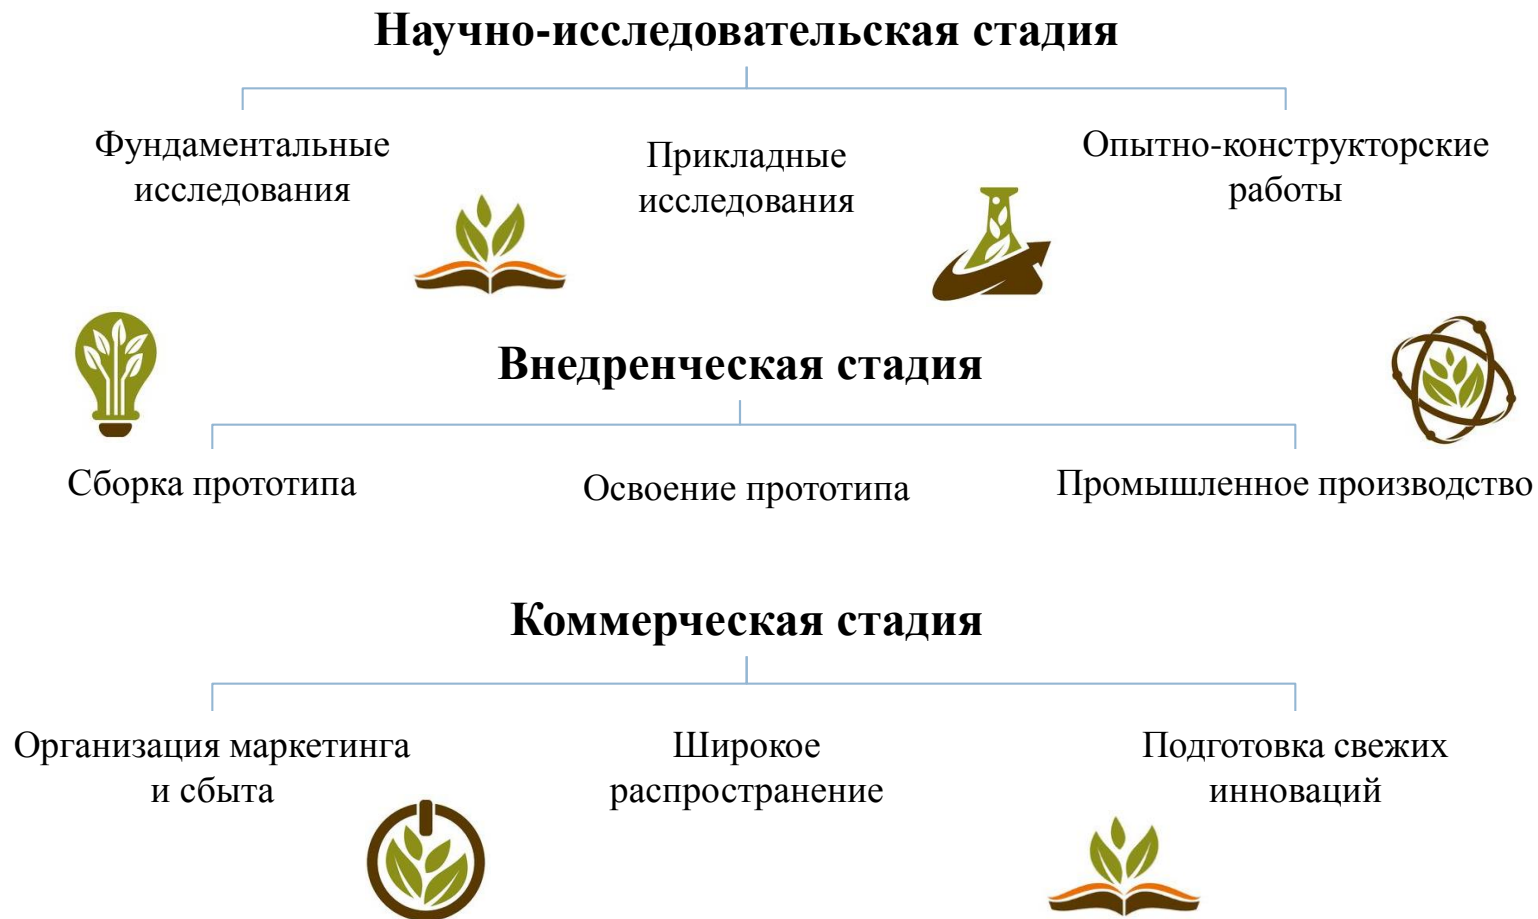 Научно-исследовательская стадия
Фундаментальные
исследования
Прикладные
исследования
Опытно-конструкторские
работы
Внедренческая стадия
Сборка прототипа
Освоение прототипа
Промышленное производство
Коммерческая стадия
Организация маркетинга
и сбыта
Широкое
распространение
Подготовка свежих
инноваций